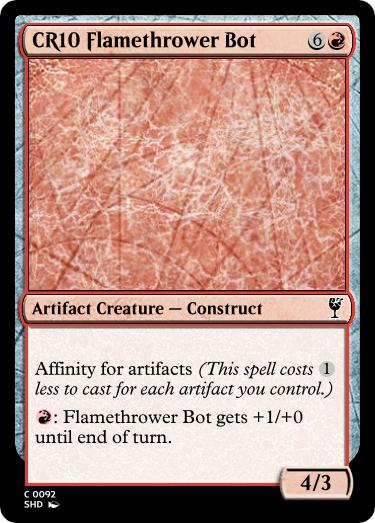 CR10 Flamethrower Bot 6
Artifact Creature — Construct
Affinity for artifacts (This spell costs 1
less to cast for each artifact you control.)
: Flamethrower Bot gets +1/+0
until end of turn.
4/3
C 0092
SHD